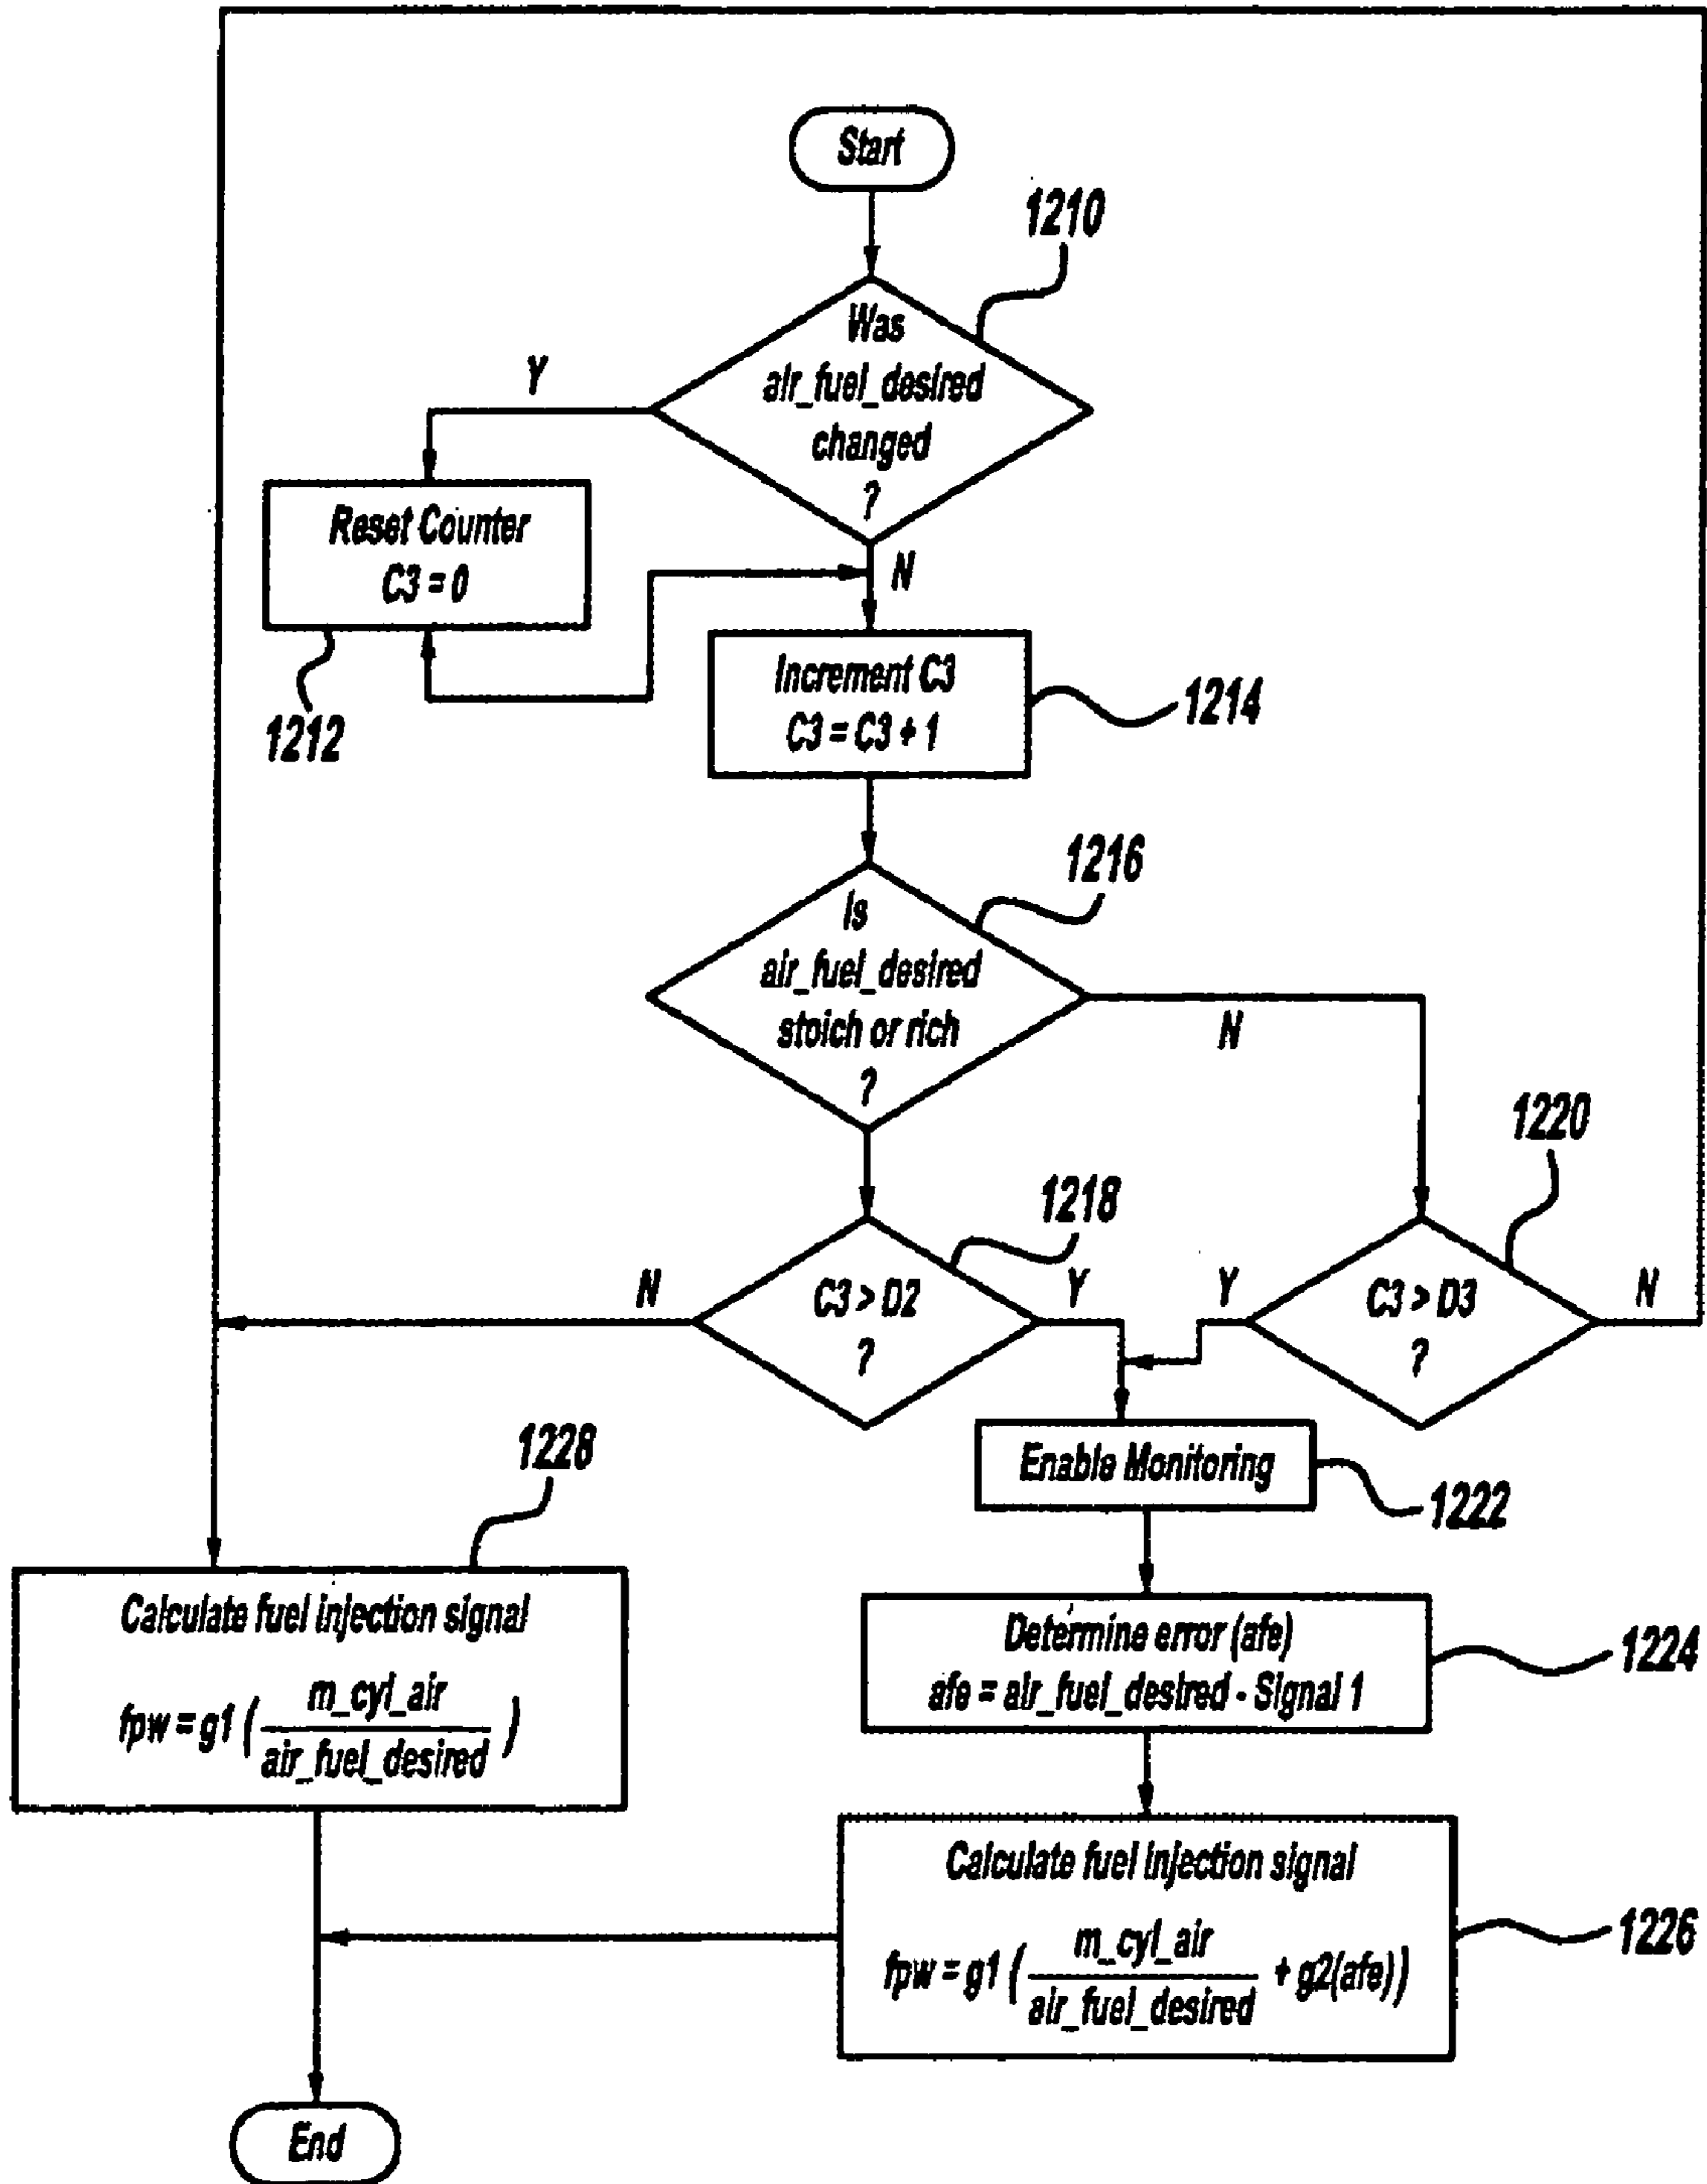 Start
1210
Was
air_fuel_desired
changed
?
Y
N
Reset Counter
C3 = 0
1212
Increment C3
C3 = C3 + 1
1214
1216
Is
air_fuel_desired
stoich or rich
?
N
1220
1218
N
C3 > D2
?
Y
Y
C3 > D3
?
N
Enable Monitoring
1222
1228
Calculate fuel injection signal
fpw = g1 ( m_cyl_air / air_fuel_desired )
Determine error (afe)
afe = air_fuel_desired - Signal 1
1224
Calculate fuel injection signal
fpw = g1 ( m_cyl_air / air_fuel_desired + g2(afe))
1226
End